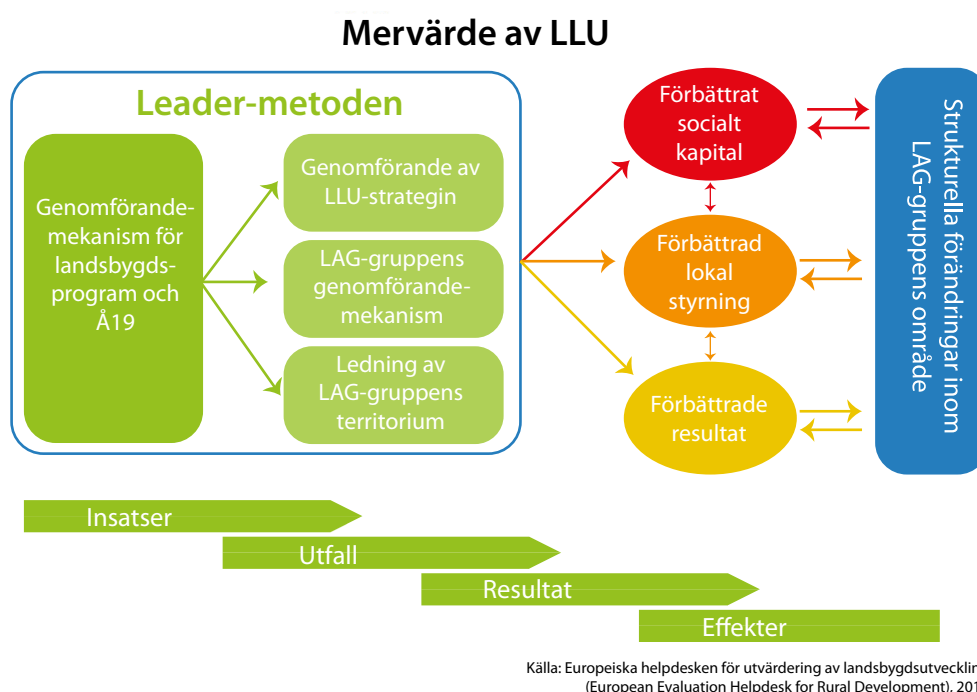 Mervärde av LLU
Leader-metoden
Genomförande-
mekanism för
landsbygds-
program och
Å19
Genomförande av
LLU-strategin
LAG-gruppens
genomförande-
mekanism
Ledning av
LAG-gruppens
territorium
Förbättrat
socialt
kapital
Förbättrad
lokal
styrning
Förbättrade
resultat
Strukturella förändringar inom
LAG-gruppens område
Insatser
Utfall
Resultat
Effekter
Källa: Europeiska helpdesken för utvärdering av landsbygdsutvecklin
(European Evaluation Helpdesk for Rural Development), 201